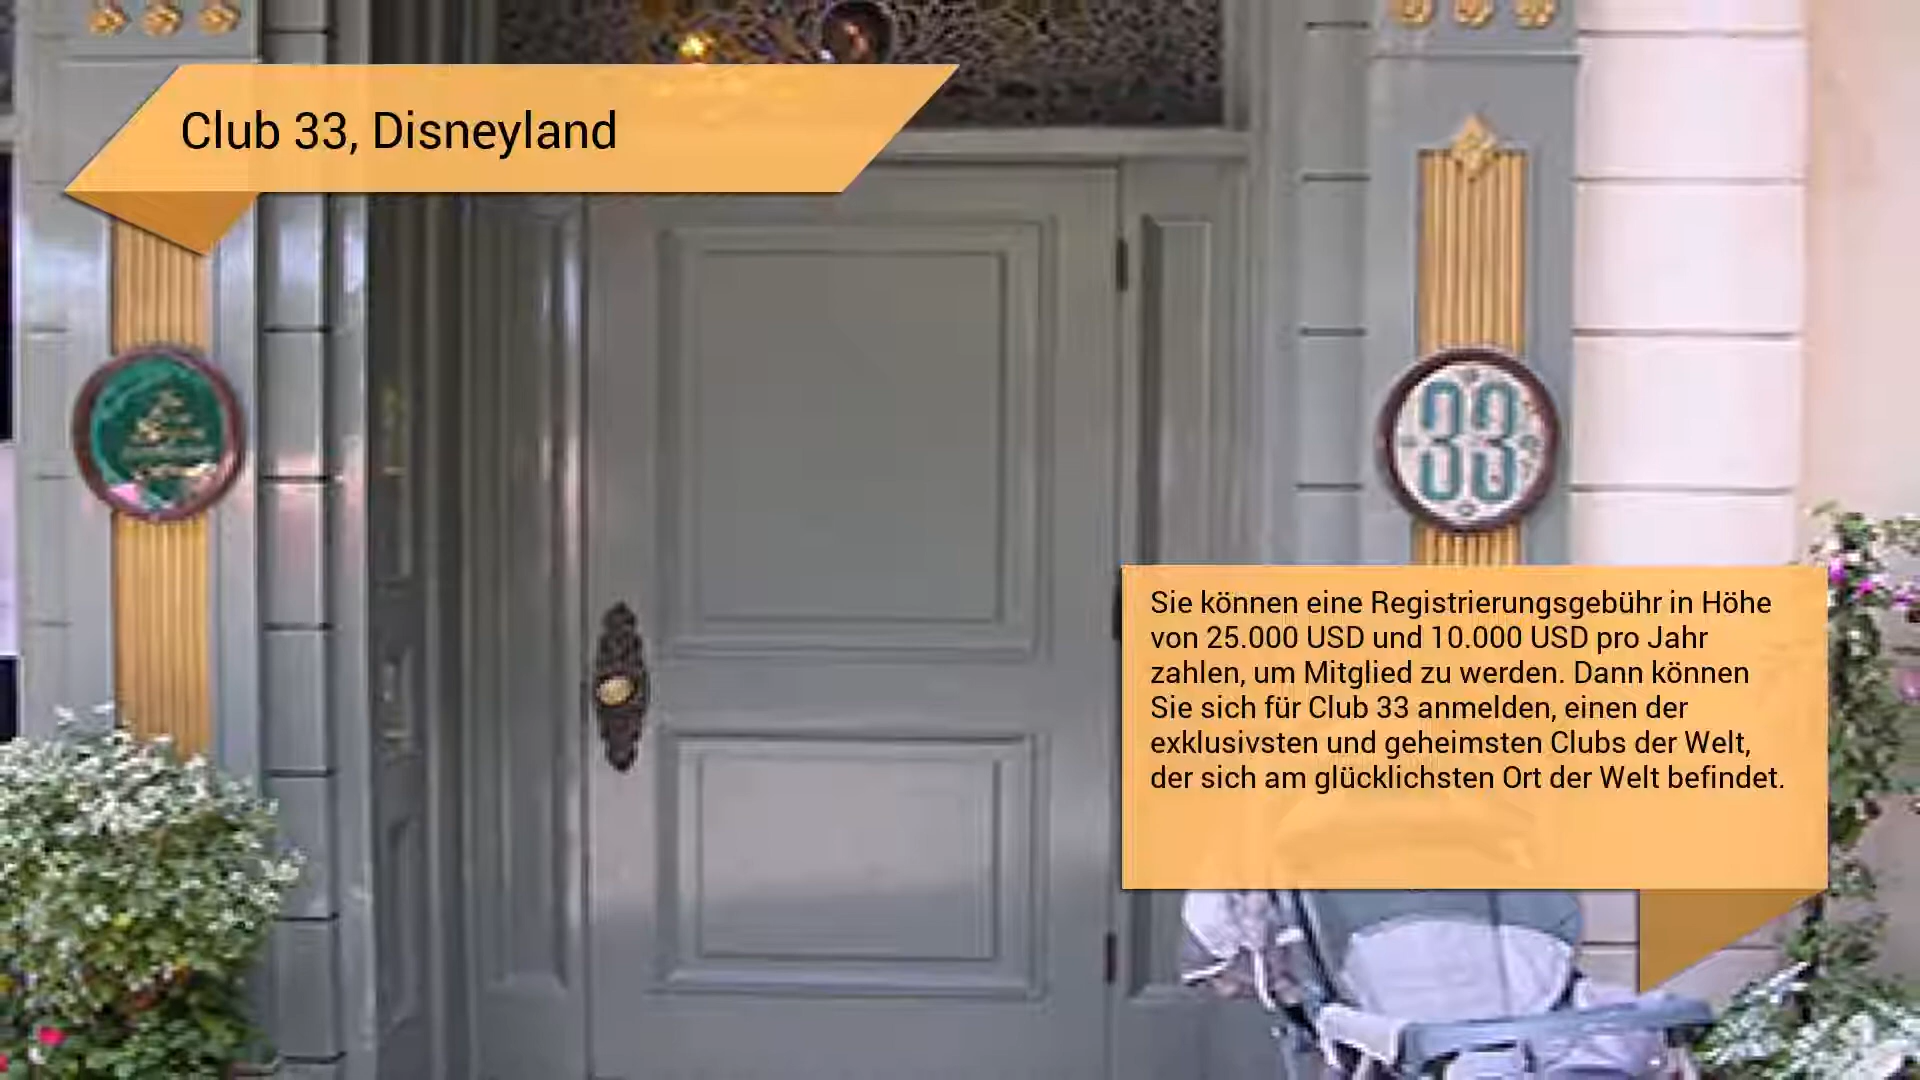 Club 33, Disneyland
33
Sie können eine Registrierungsgebühr in Höhe
von 25.000 USD und 10.000 USD pro Jahr
zahlen, um Mitglied zu werden. Dann können
Sie sich für Club 33 anmelden, einen der
exklusivsten und geheimsten Clubs der Welt,
der sich am glücklichsten Ort der Welt befindet.